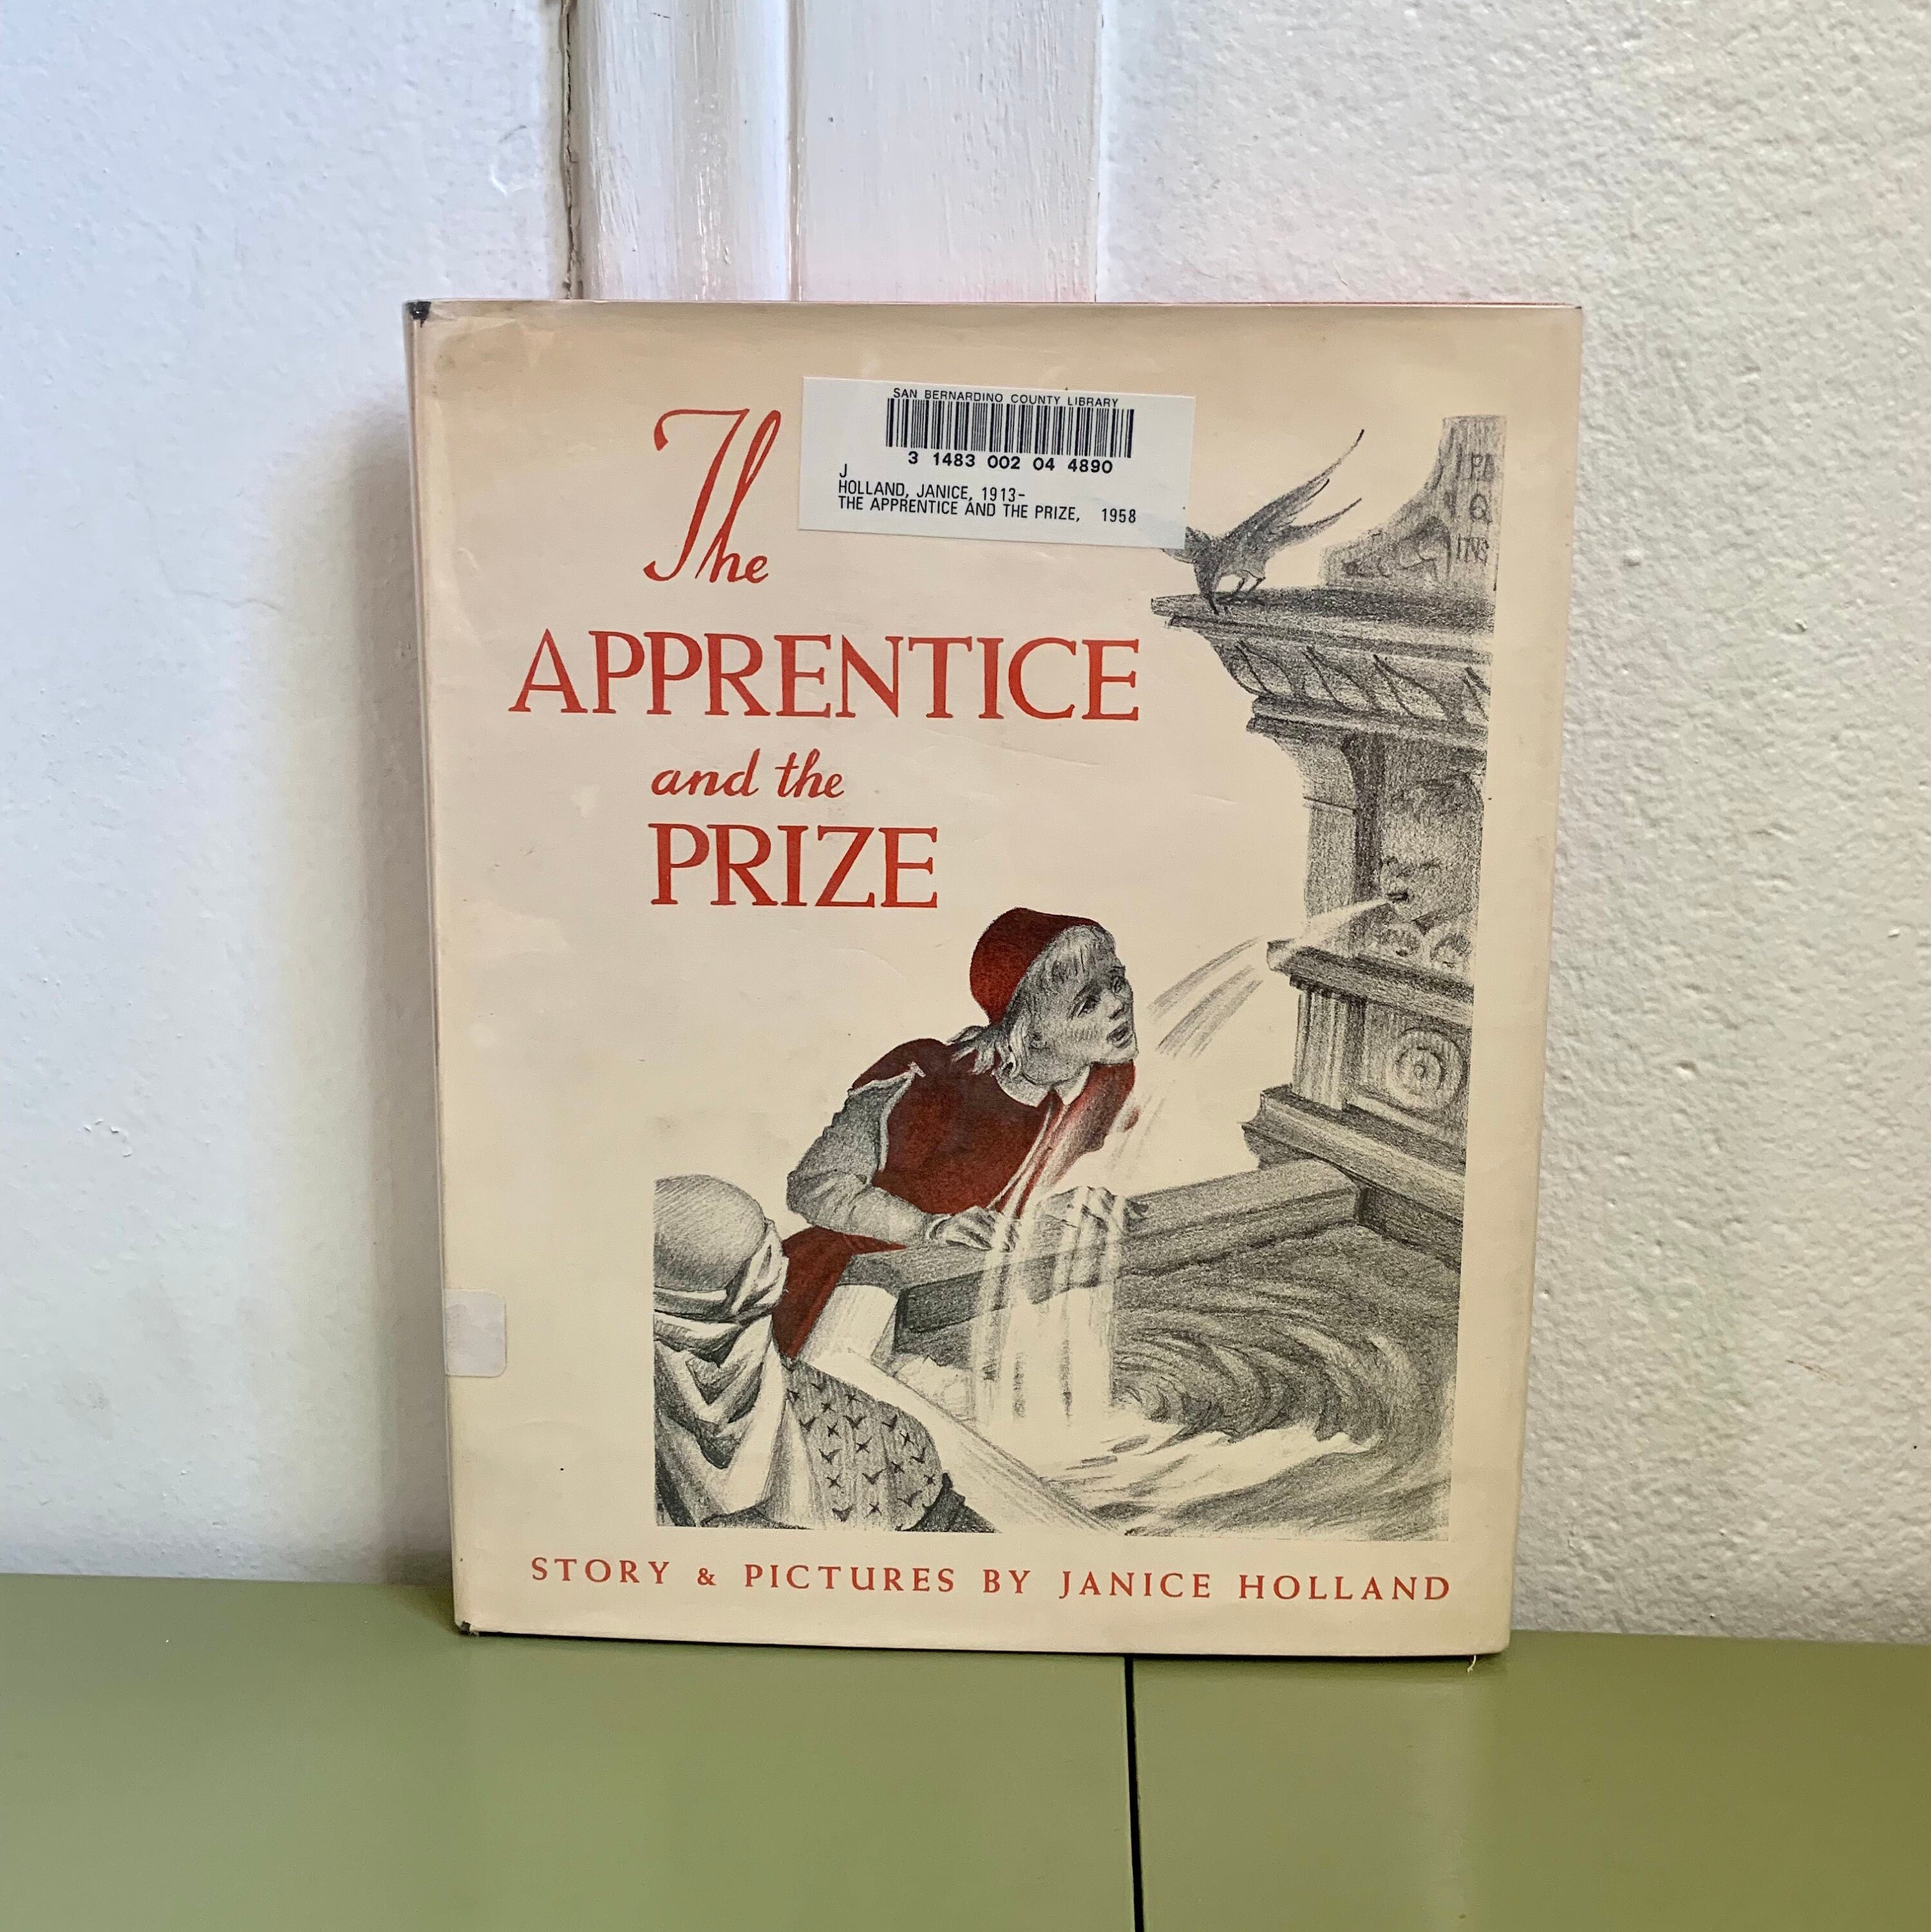 SAN BERNARDINO COUNTY LIBRARY
3 1483 002 04 4890
J
HOLLAND, JANICE, 1913-
THE APPRENTICE AND THE PRIZE, 1958
The
APPRENTICE
and the
PRIZE
STORY & PICTURES BY JANICE HOLLAND